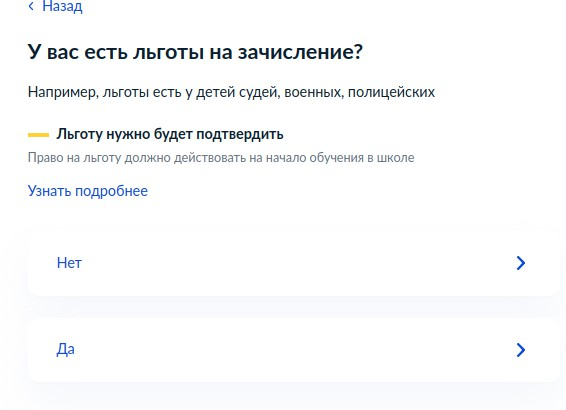 Назад
У вас есть льготы на зачисление?
Например, льготы есть у детей судей, военных, полицейских
Льготу нужно будет подтвердить
Право на льготу должно действовать на начало обучения в школе
Узнать подробнее
Нет
Да